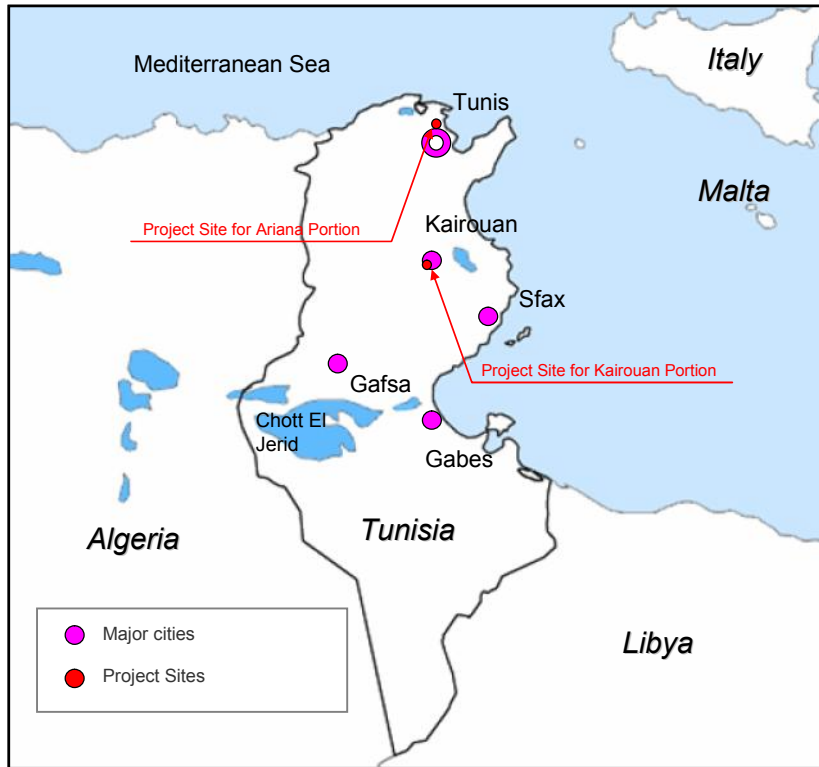 Italy
Mediterranean Sea
Tunis
Malta
Project Site for Ariana Portion
Kairouan
Sfax
Project Site for Kairouan Portion
Gafsa
Chott El
Jerid
Gabes
Algeria
Tunisia
Major cities
Libya
Project Sites